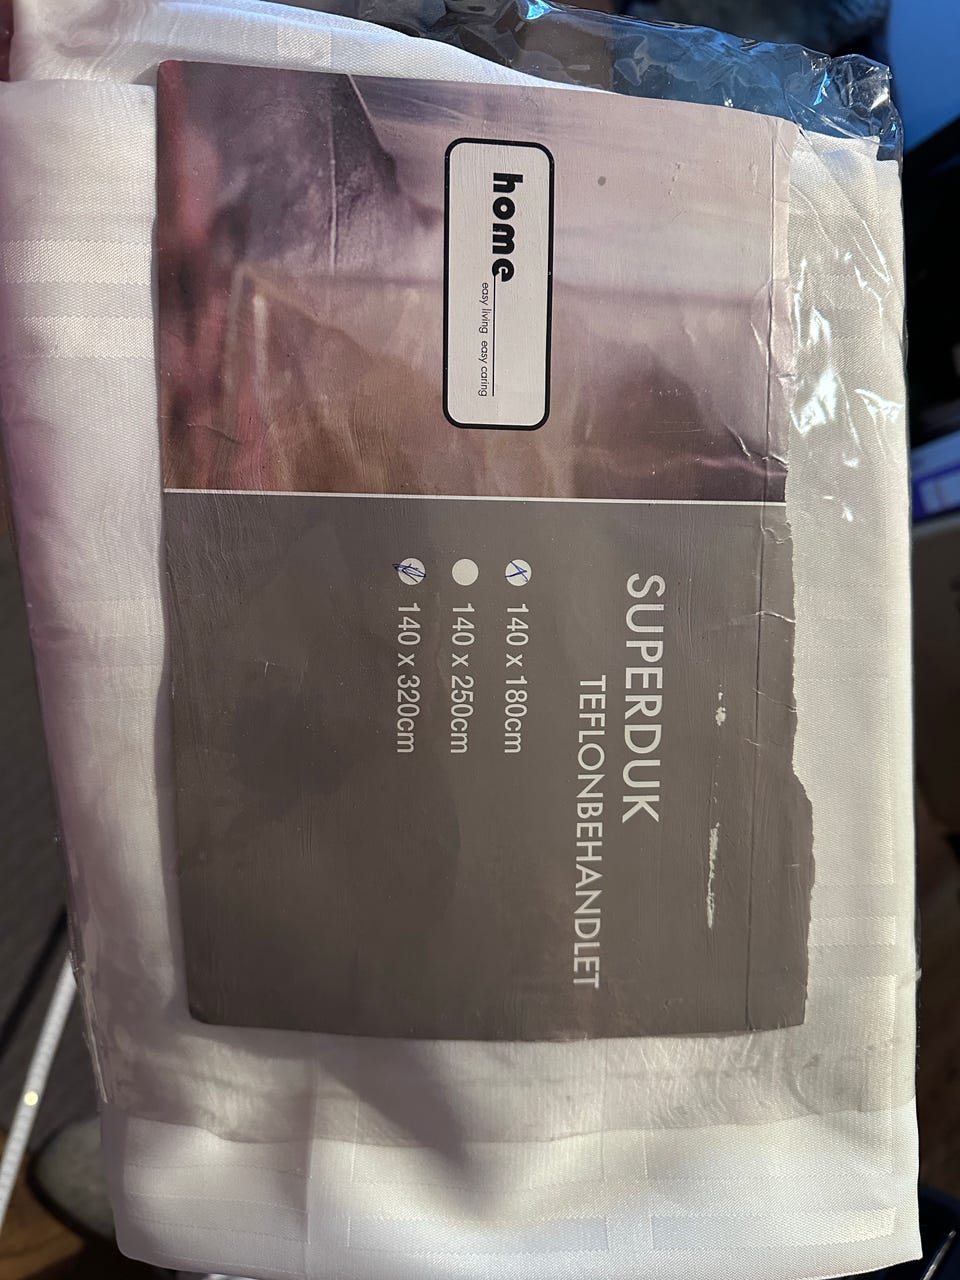 home
easy living easy caring
SUPERDUK
TEFLONBEHANDLET
140 x 180cm
140 x 250cm
140 x 320cm